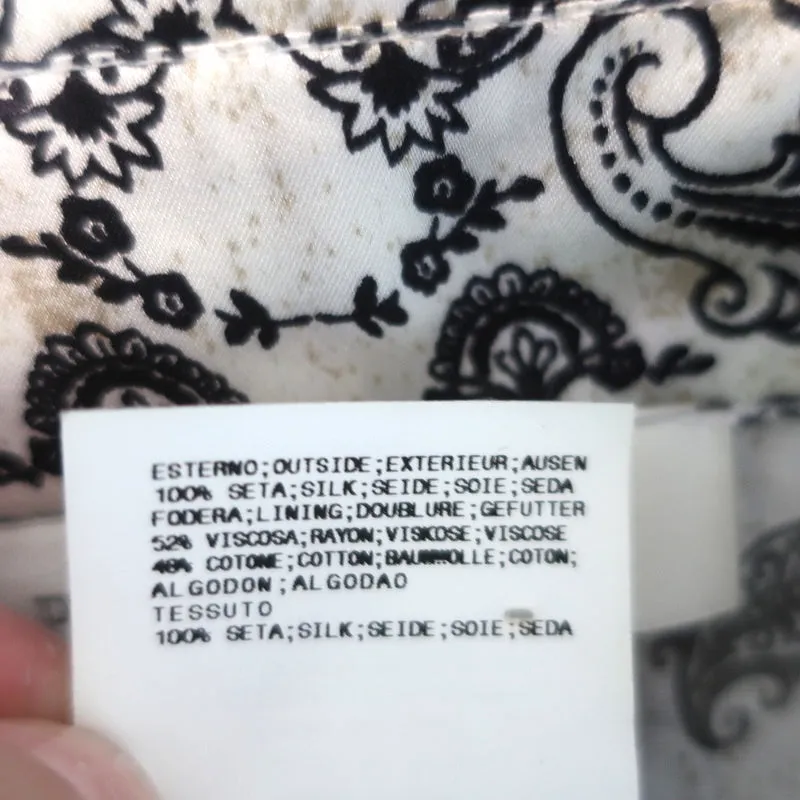 ESTERNO;OUTSIDE;EXTERIEUR;AUSEN
100% SETA;SILK;SEIDE;SOIE;SEDA
FODERA;LINING;DOUBLURE;GEFUTTER
52% VISCOSA;RAYON;VISKOSE;VISCOSE
48% COTONE;COTTON;BAUMWOLLE;COTON;
ALGODON;ALGODAO
TESSUTO
100% SETA;SILK;SEIDE;SOIE;SEDA